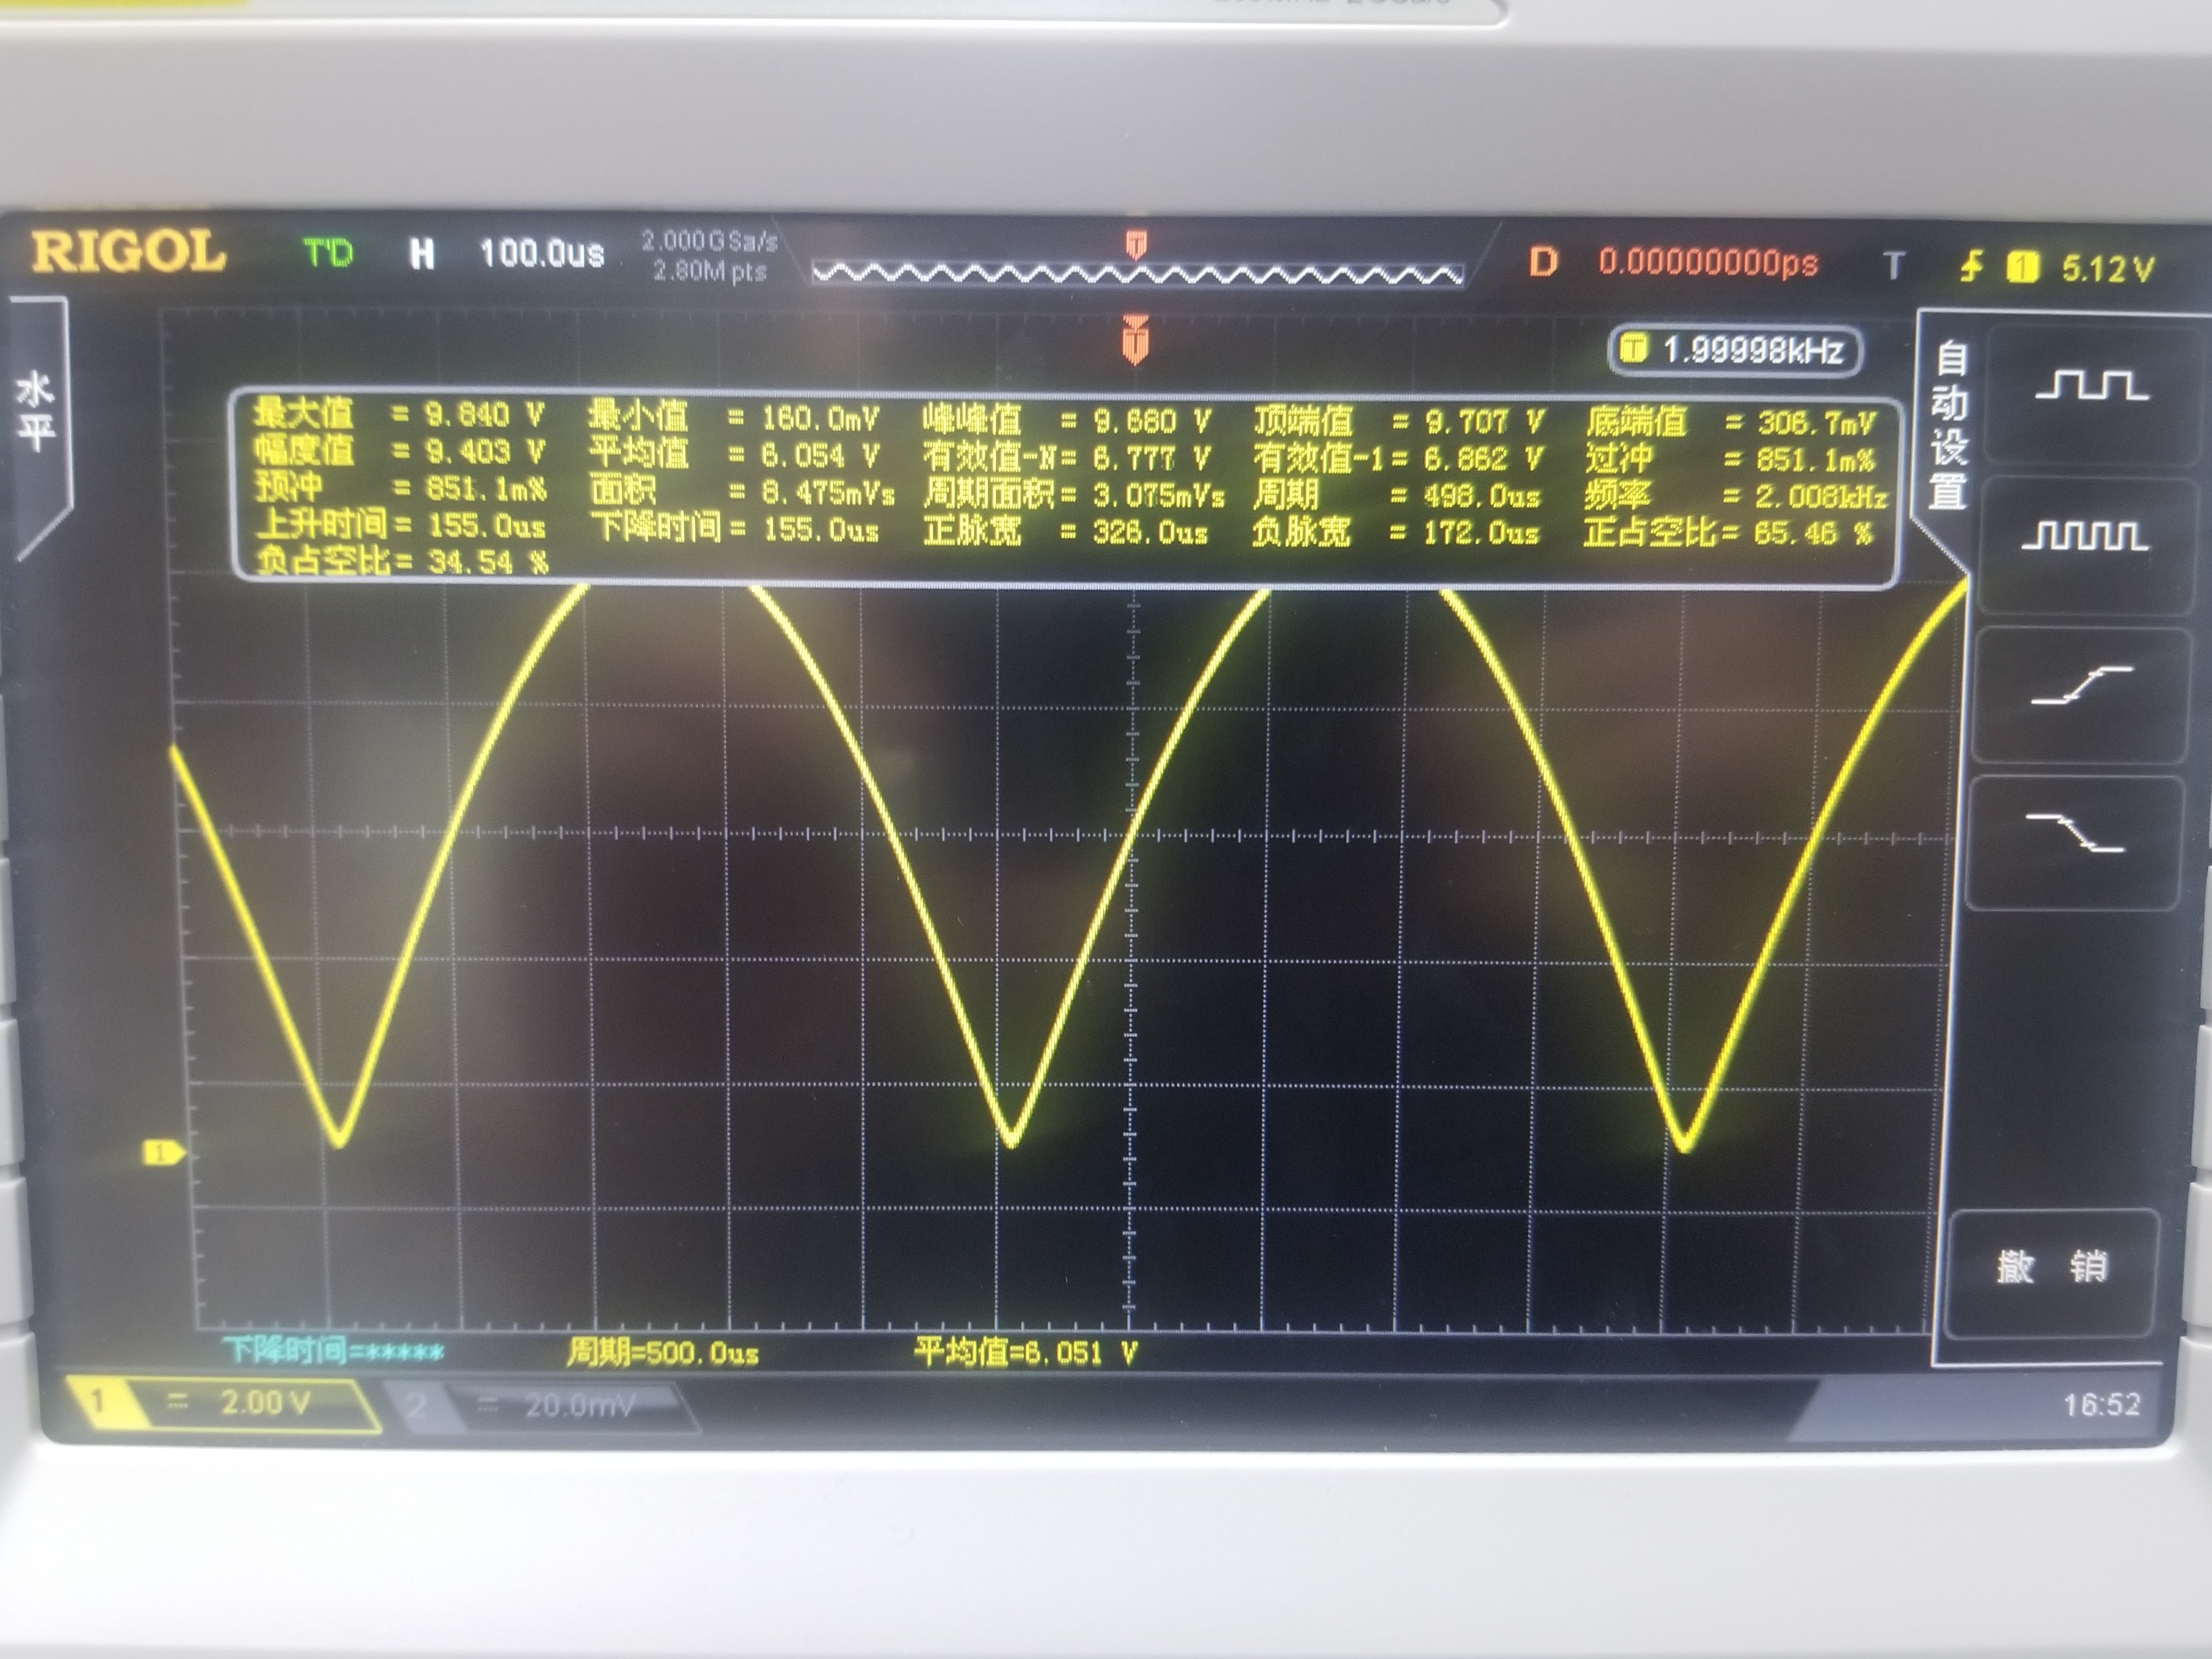 RIGOL T'D H 100.0us 2.000GSa/s 2.80Mpts D 0.00000000ps T 1 5.12V
水平
T 1.99998kHz
自动设置
最大值 = 9.840 V 最小值 = 160.0mV 峰峰值 = 9.680 V 顶端值 = 9.707 V 底端值 = 306.7mV
幅度值 = 9.403 V 平均值 = 6.054 V 有效值-N= 6.777 V 有效值-1= 6.862 V 过冲 = 851.1m%
预冲 = 851.1m% 面积 = 8.475mVs 周期面积= 3.075mVs 周期 = 498.0us 频率 = 2.008kHz
上升时间= 155.0us 下降时间= 155.0us 正脉宽 = 326.0us 负脉宽 = 172.0us 正占空比= 65.46 %
负占空比= 34.54 %
1
撤 销
下降时间=***** 周期=500.0us 平均值=6.051 V
1 = 2.00 V 2 = 20.0mV 16:52